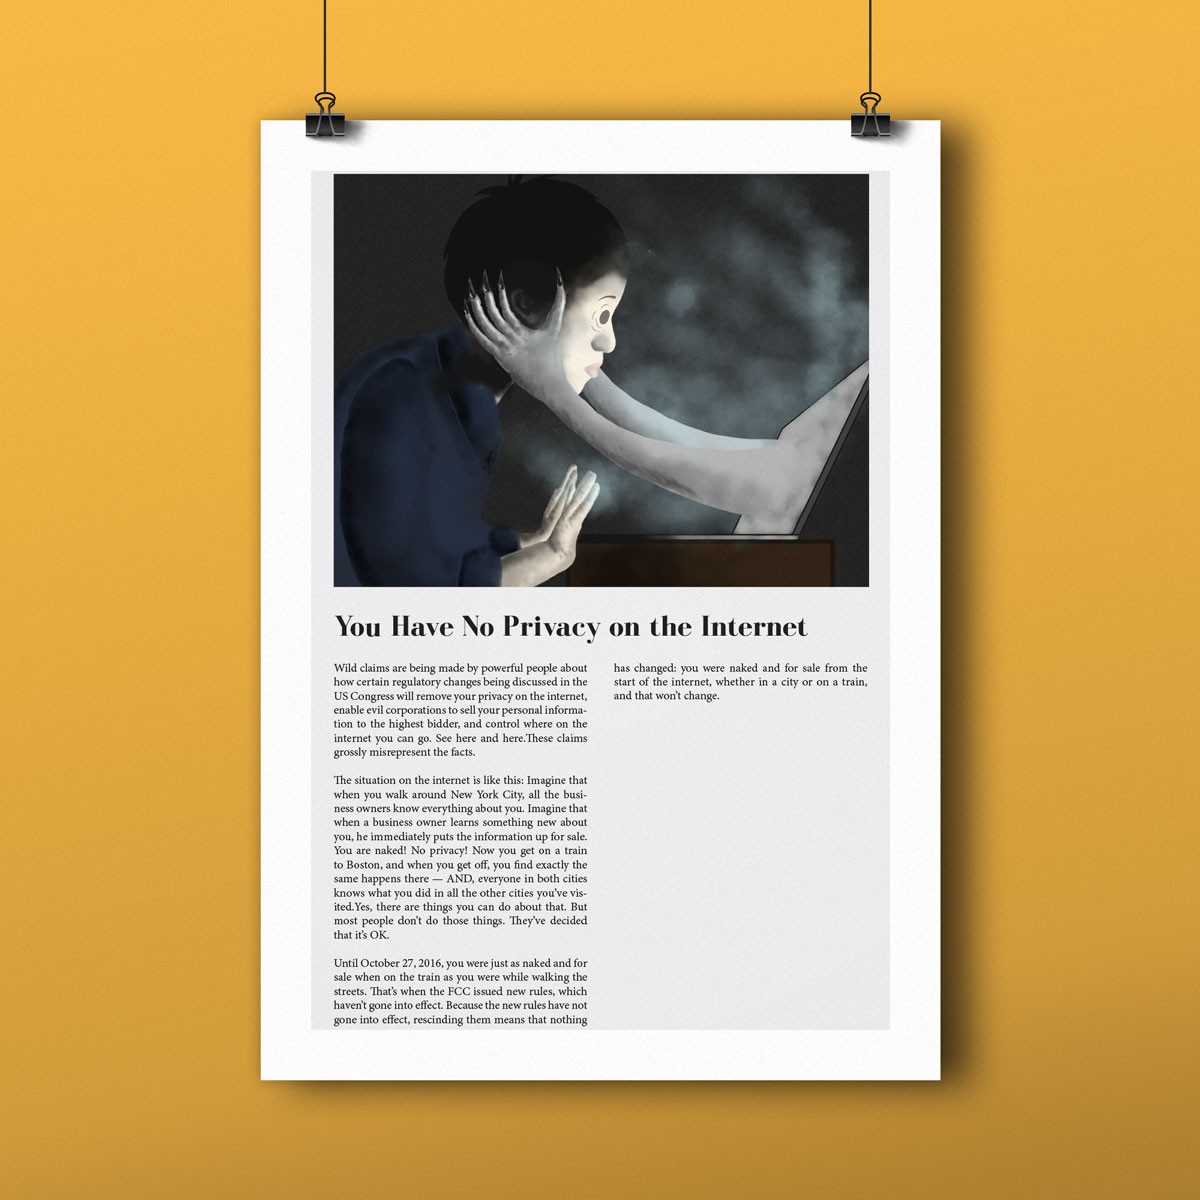 You Have No Privacy on the Internet
Wild claims are being made by powerful people about
how certain regulatory changes being discussed in the
US Congress will remove your privacy on the internet,
enable evil corporations to sell your personal informa-
tion to the highest bidder, and control where on the
internet you can go. See here and here.These claims
grossly misrepresent the facts.
The situation on the internet is like this: Imagine that
when you walk around New York City, all the busi-
ness owners know everything about you. Imagine that
when a business owner learns something new about
you, he immediately puts the information up for sale.
You are naked! No privacy! Now you get on a train
to Boston, and when you get off, you find exactly the
same happens there — AND, everyone in both cities
knows what you did in all the other cities you've vis-
ited.Yes, there are things you can do about that. But
most people don't do those things. They've decided
that it's OK.
Until October 27, 2016, you were just as naked and for
sale when on the train as you were while walking the
streets. That's when the FCC issued new rules, which
haven't gone into effect. Because the new rules have not
gone into effect, rescinding them means that nothing
has changed: you were naked and for sale from the
start of the internet, whether in a city or on a train,
and that won't change.